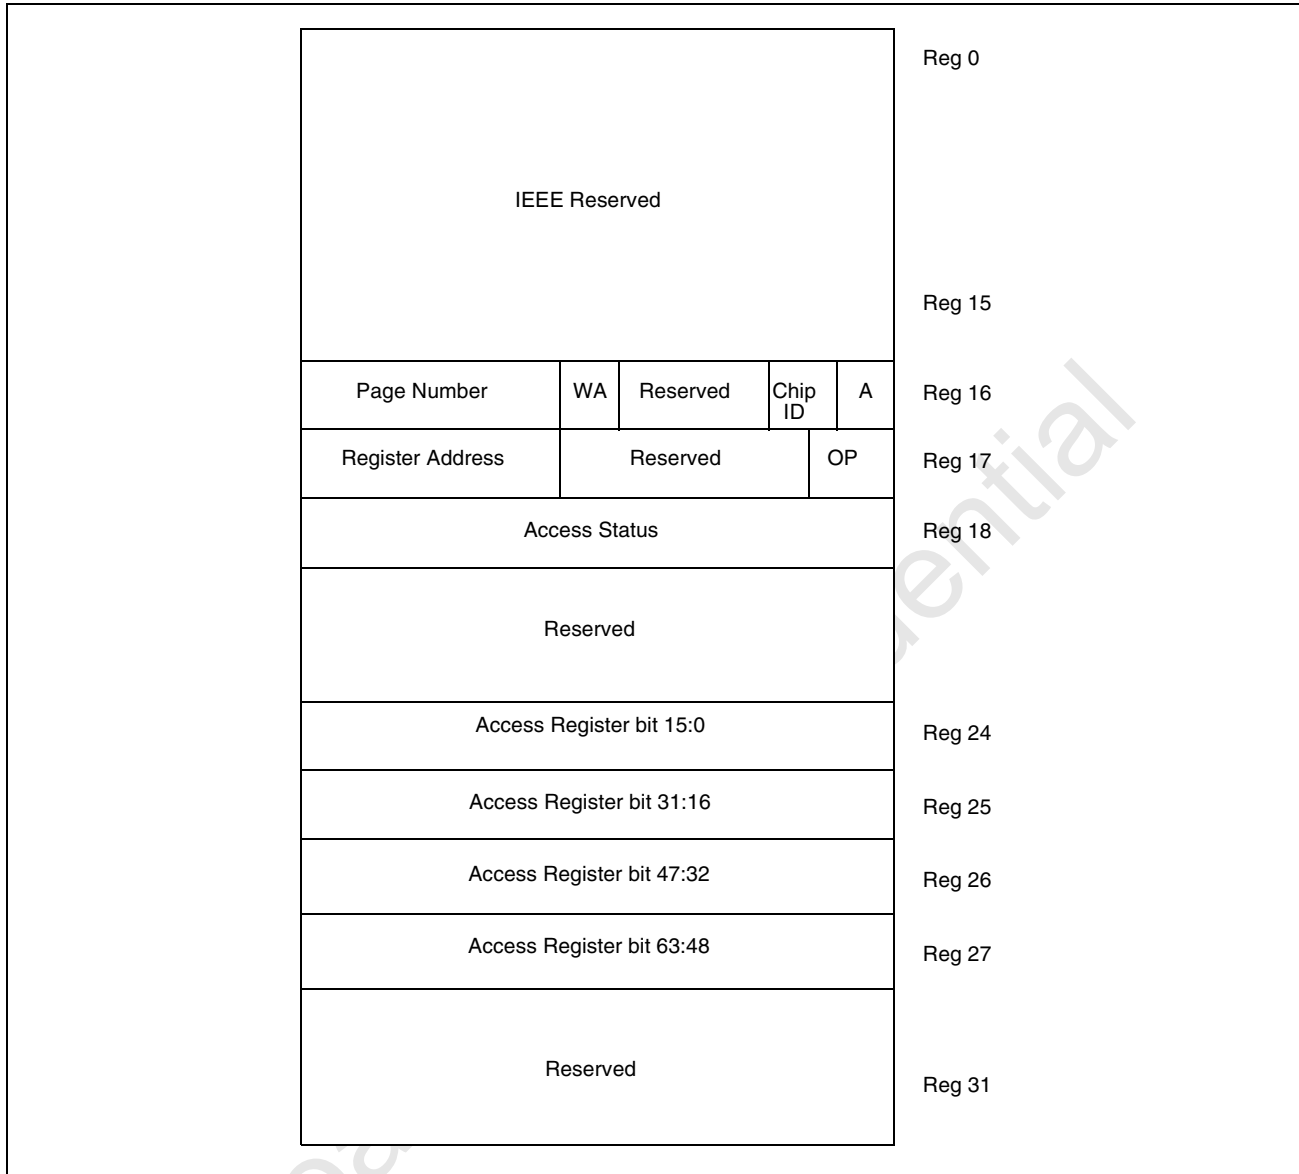 Reg 0
IEEE Reserved
Reg 15
Page Number WA Reserved Chip ID A Reg 16
Register Address Reserved OP Reg 17
Access Status Reg 18
Reserved
Access Register bit 15:0 Reg 24
Access Register bit 31:16 Reg 25
Access Register bit 47:32 Reg 26
Access Register bit 63:48 Reg 27
Reserved
Reg 31